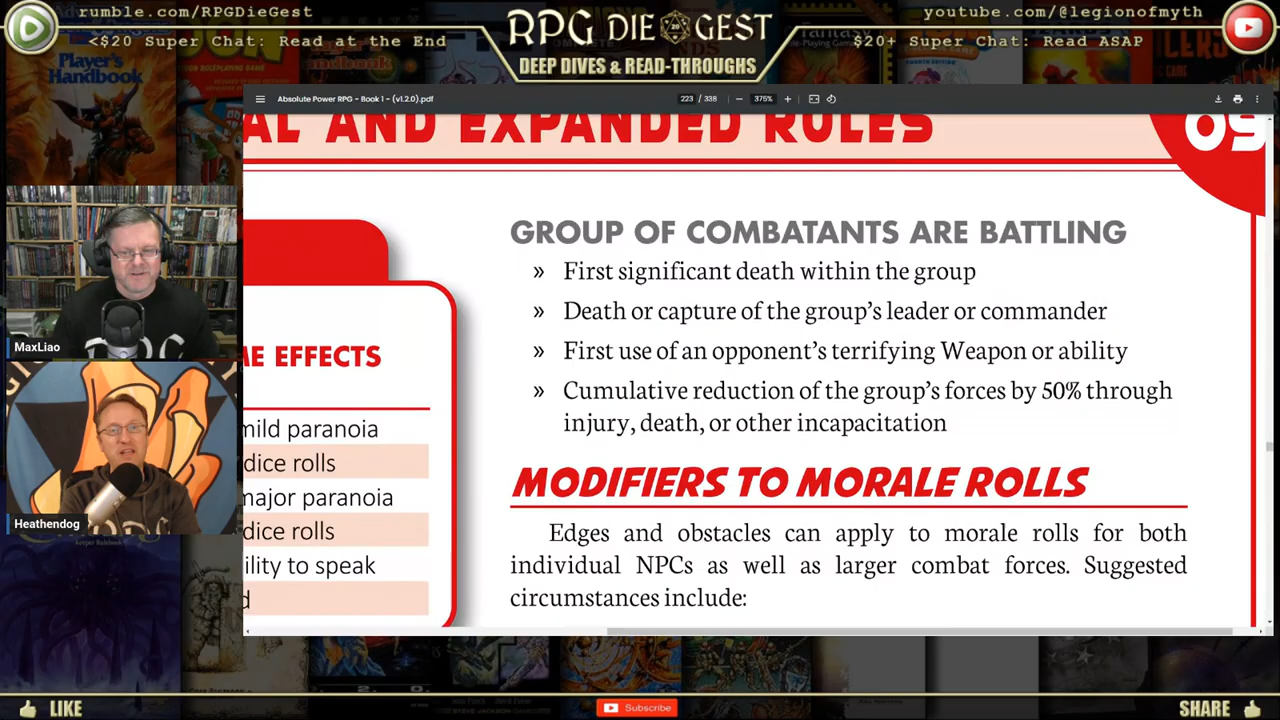 rumble.com/RPGDieGest
<$20 Super Chat: Read at the End
RPG DIE GEST
DEEP DIVES & READ-THROUGHS
youtube.com/@legionofmyth
$20+ Super Chat: Read ASAP
Player's
Handbook
Absolute Power RPG - Book 1 - (v1.2.0).pdf
223 / 338
375%
AL AND EXPANDED RULES
09
GROUP OF COMBATANTS ARE BATTLING
» First significant death within the group
» Death or capture of the group's leader or commander
» First use of an opponent's terrifying Weapon or ability
» Cumulative reduction of the group's forces by 50% through
injury, death, or other incapacitation
MODIFIERS TO MORALE ROLLS
Edges and obstacles can apply to morale rolls for both
individual NPCs as well as larger combat forces. Suggested
circumstances include:
ME EFFECTS
mild paranoia
dice rolls
major paranoia
dice rolls
ility to speak
d
MaxLiao
Heathendog
LIKE
Subscribe
SHARE